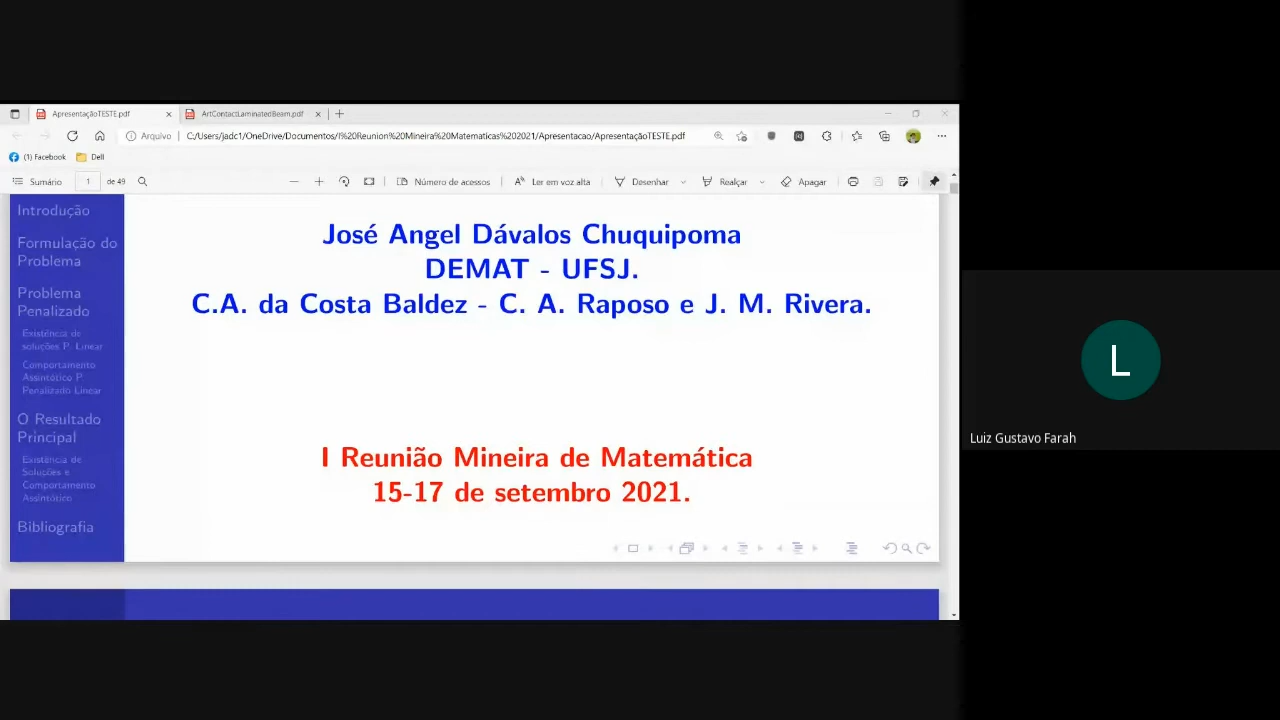 ApresentaçãoTESTE.pdf
ArtContactLaminatedBeam.pdf
Arquivo
C:/Users/jadc1/OneDrive/Documentos/I%20Reunion%20Mineira%20Matematicas%202021/Apresentacao/ApresentaçãoTESTE.pdf
(1) Facebook
Dell
Sumário
1
de 49
Número de acessos
Ler em voz alta
Desenhar
Realçar
Apagar
Introdução
Formulação do
Problema
Problema
Penalizado
Existência de
soluções P. Linear
Comportamento
Assintótico P.
Penalizado Linear
O Resultado
Principal
Existência de
Soluções e
Comportamento
Assintótico
Bibliografia
José Angel Dávalos Chuquipoma
DEMAT - UFSJ.
C.A. da Costa Baldez - C. A. Raposo e J. M. Rivera.
I Reunião Mineira de Matemática
15-17 de setembro 2021.
L
Luiz Gustavo Farah